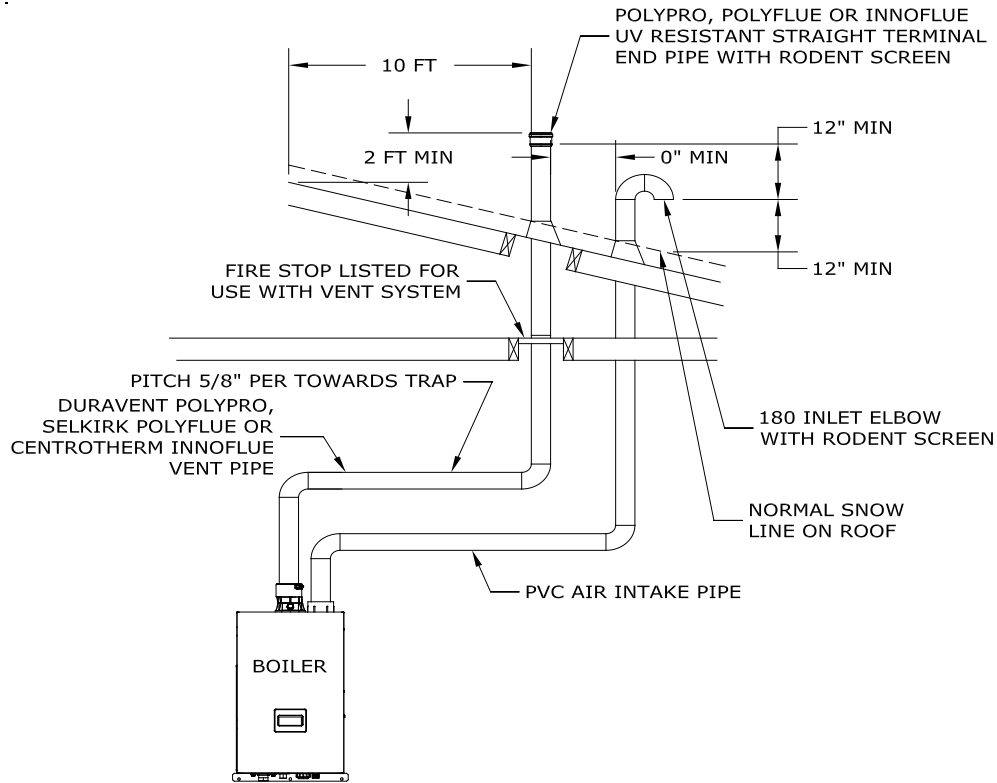 POLYPRO, POLYFLUE OR INNOFLUE
UV RESISTANT STRAIGHT TERMINAL
END PIPE WITH RODENT SCREEN
10 FT
12" MIN
2 FT MIN
0" MIN
12" MIN
FIRE STOP LISTED FOR
USE WITH VENT SYSTEM
PITCH 5/8" PER TOWARDS TRAP
DURAVENT POLYPRO,
SELKIRK POLYFLUE OR
CENTROTHERM INNOFLUE
VENT PIPE
180 INLET ELBOW
WITH RODENT SCREEN
NORMAL SNOW
LINE ON ROOF
PVC AIR INTAKE PIPE
BOILER